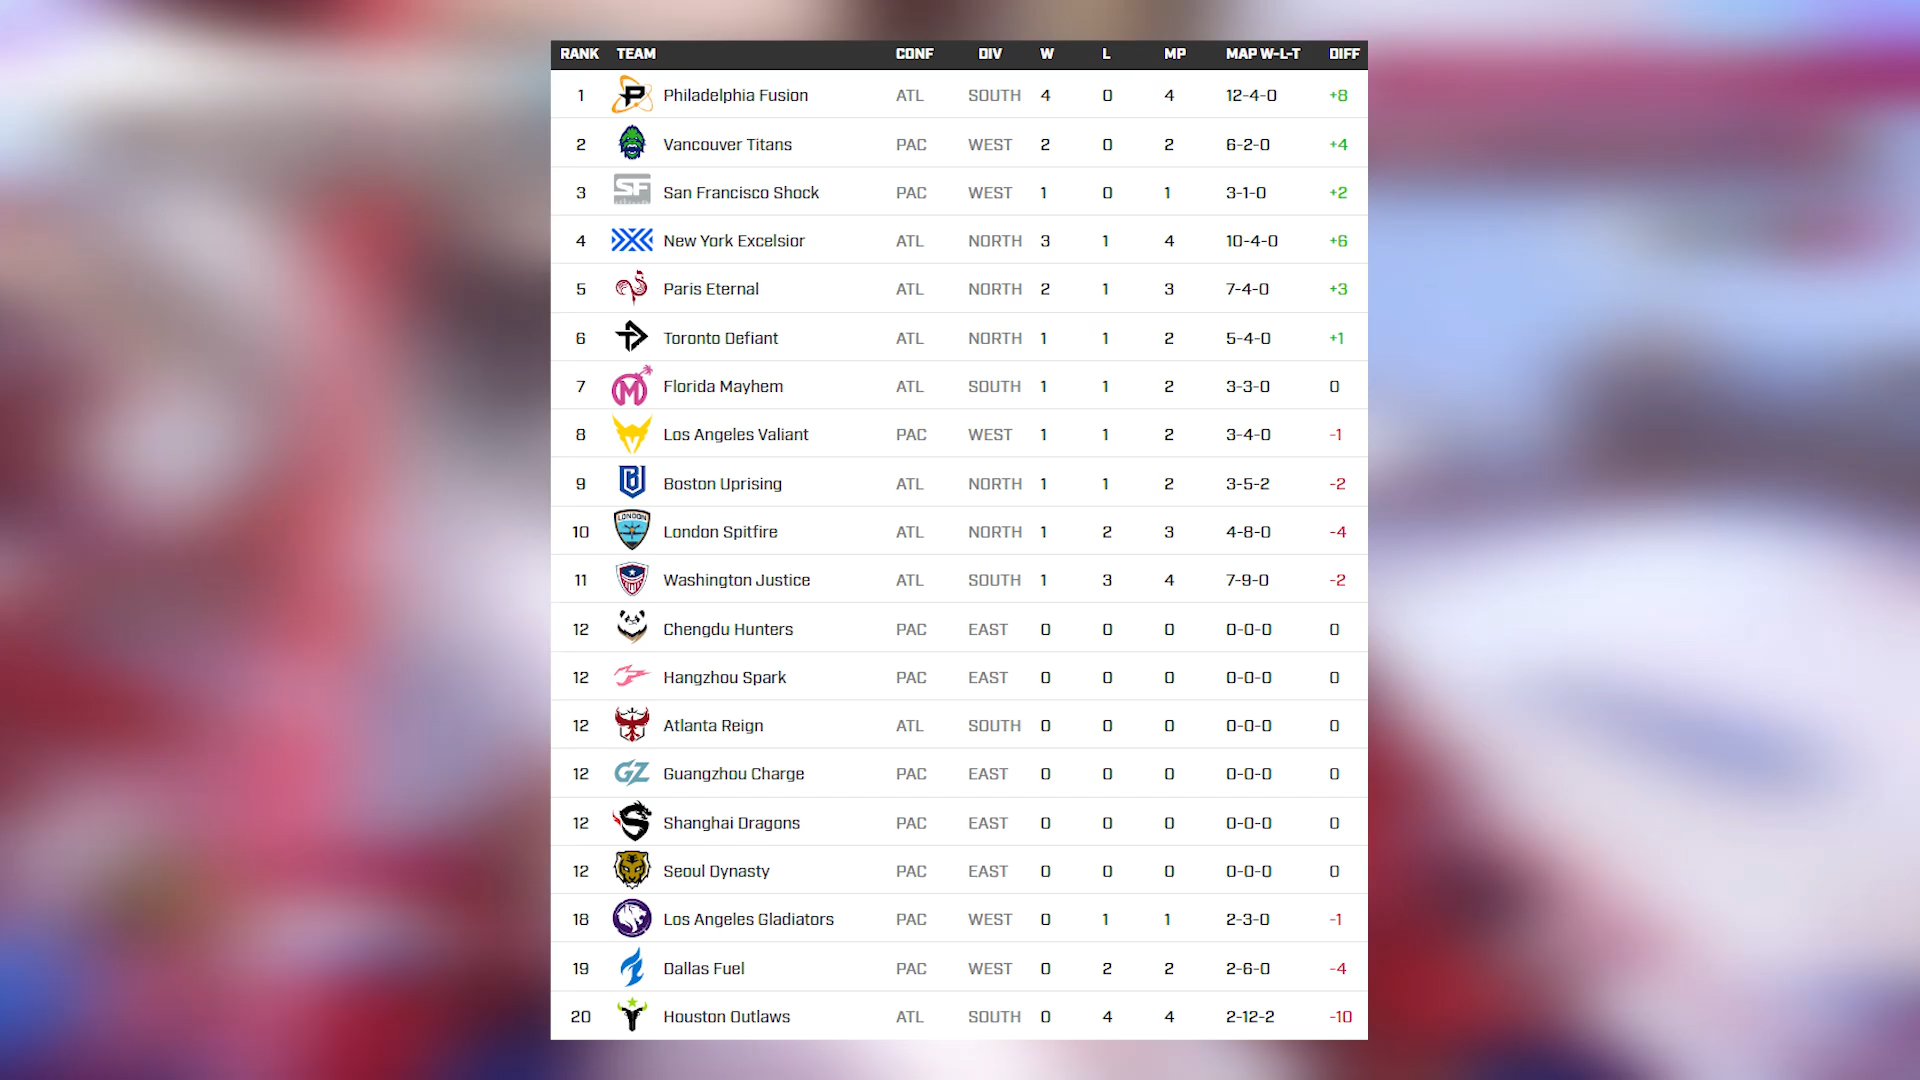 RANK TEAM CONF DIV W L MP MAP W-L-T DIFF
1 Philadelphia Fusion ATL SOUTH 4 0 4 12-4-0 +8
2 Vancouver Titans PAC WEST 2 0 2 6-2-0 +4
3 SF San Francisco Shock PAC WEST 1 0 1 3-1-0 +2
4 New York Excelsior ATL NORTH 3 1 4 10-4-0 +6
5 Paris Eternal ATL NORTH 2 1 3 7-4-0 +3
6 Toronto Defiant ATL NORTH 1 1 2 5-4-0 +1
7 M Florida Mayhem ATL SOUTH 1 1 2 3-3-0 0
8 Los Angeles Valiant PAC WEST 1 1 2 3-4-0 -1
9 Boston Uprising ATL NORTH 1 1 2 3-5-2 -2
10 LONDON London Spitfire ATL NORTH 1 2 3 4-8-0 -4
11 Washington Justice ATL SOUTH 1 3 4 7-9-0 -2
12 Chengdu Hunters PAC EAST 0 0 0 0-0-0 0
12 Hangzhou Spark PAC EAST 0 0 0 0-0-0 0
12 Atlanta Reign ATL SOUTH 0 0 0 0-0-0 0
12 GZ Guangzhou Charge PAC EAST 0 0 0 0-0-0 0
12 Shanghai Dragons PAC EAST 0 0 0 0-0-0 0
12 Seoul Dynasty PAC EAST 0 0 0 0-0-0 0
18 Los Angeles Gladiators PAC WEST 0 1 1 2-3-0 -1
19 Dallas Fuel PAC WEST 0 2 2 2-6-0 -4
20 Houston Outlaws ATL SOUTH 0 4 4 2-12-2 -10